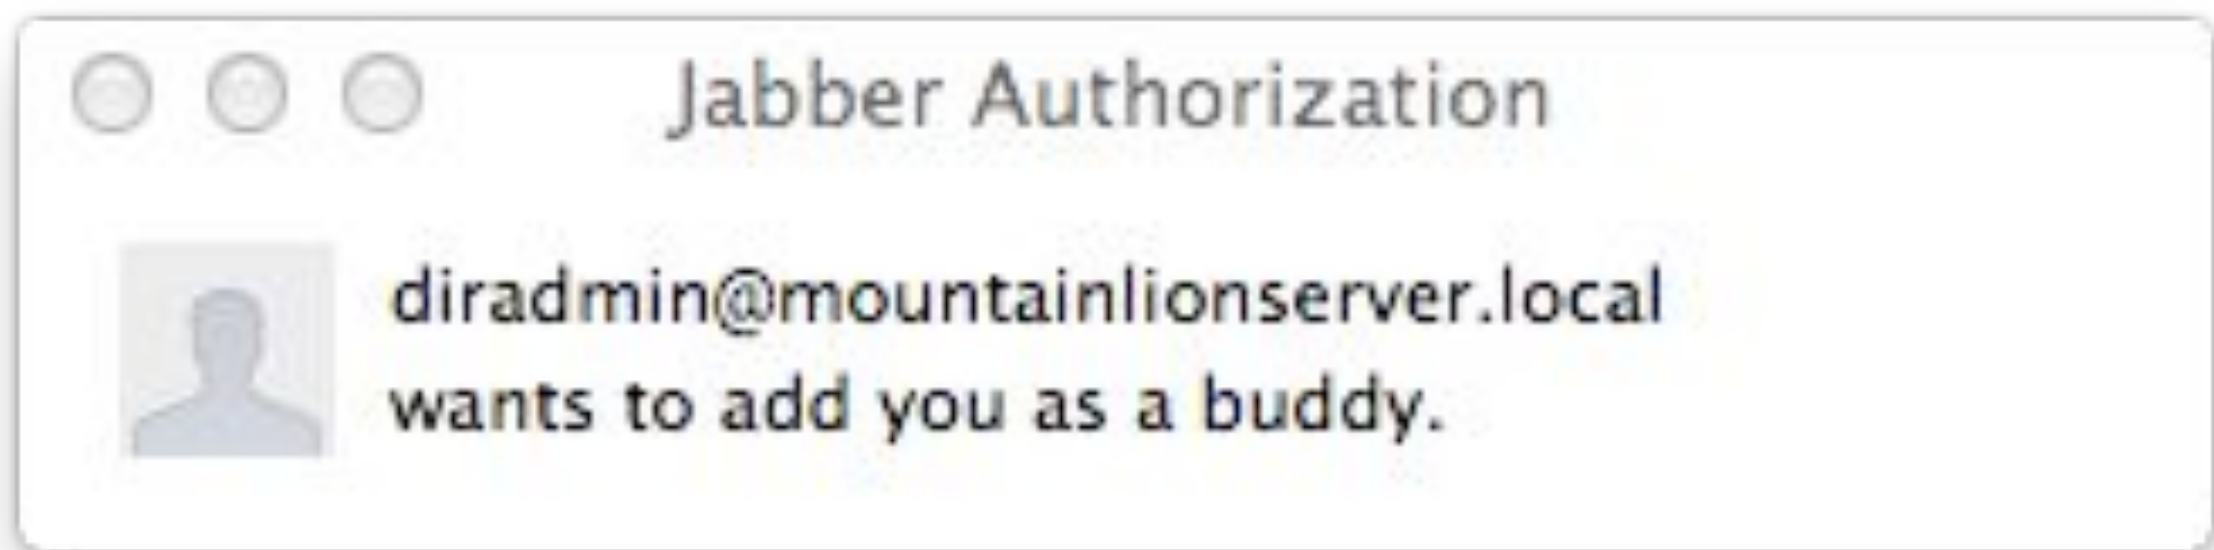 Jabber Authorization
diradmin@mountainlionserver.local
wants to add you as a buddy.